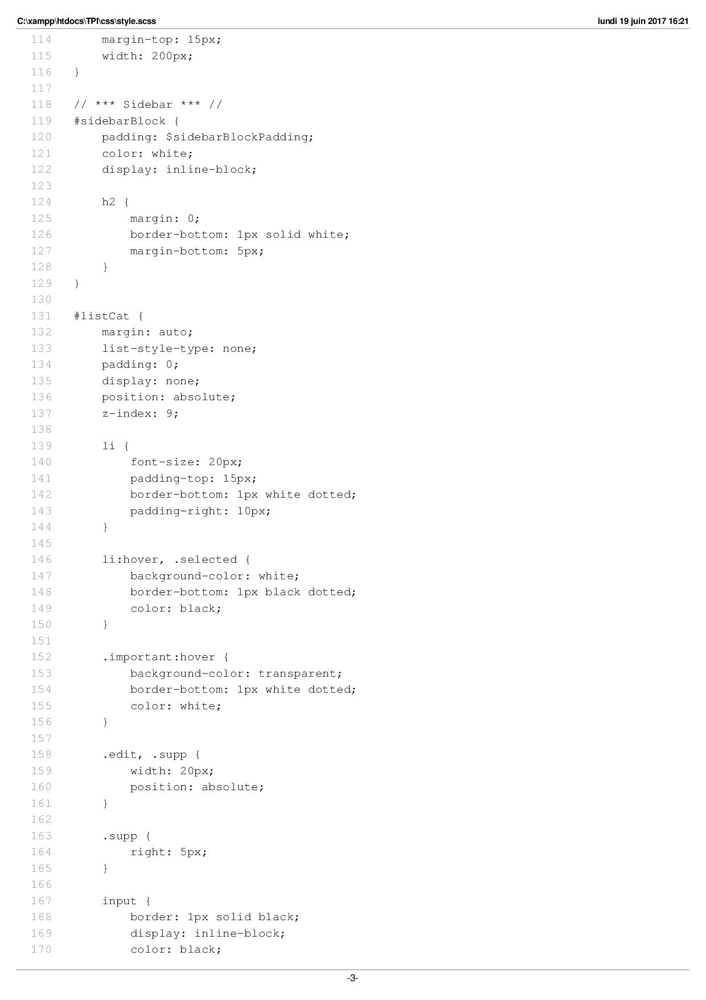 C:\xampp\htdocs\TPI\css\style.scss lundi 19 juin 2017 16:21
114 margin-top: 15px;
115 width: 200px;
116 }
117
118 // *** Sidebar *** //
119 #sidebarBlock {
120 padding: $sidebarBlockPadding;
121 color: white;
122 display: inline-block;
123
124 h2 {
125 margin: 0;
126 border-bottom: 1px solid white;
127 margin-bottom: 5px;
128 }
129 }
130
131 #listCat {
132 margin: auto;
133 list-style-type: none;
134 padding: 0;
135 display: none;
136 position: absolute;
137 z-index: 9;
138
139 li {
140 font-size: 20px;
141 padding-top: 15px;
142 border-bottom: 1px white dotted;
143 padding-right: 10px;
144 }
145
146 li:hover, .selected {
147 background-color: white;
148 border-bottom: 1px black dotted;
149 color: black;
150 }
151
152 .important:hover {
153 background-color: transparent;
154 border-bottom: 1px white dotted;
155 color: white;
156 }
157
158 .edit, .supp {
159 width: 20px;
160 position: absolute;
161 }
162
163 .supp {
164 right: 5px;
165 }
166
167 input {
168 border: 1px solid black;
169 display: inline-block;
170 color: black;
-3-